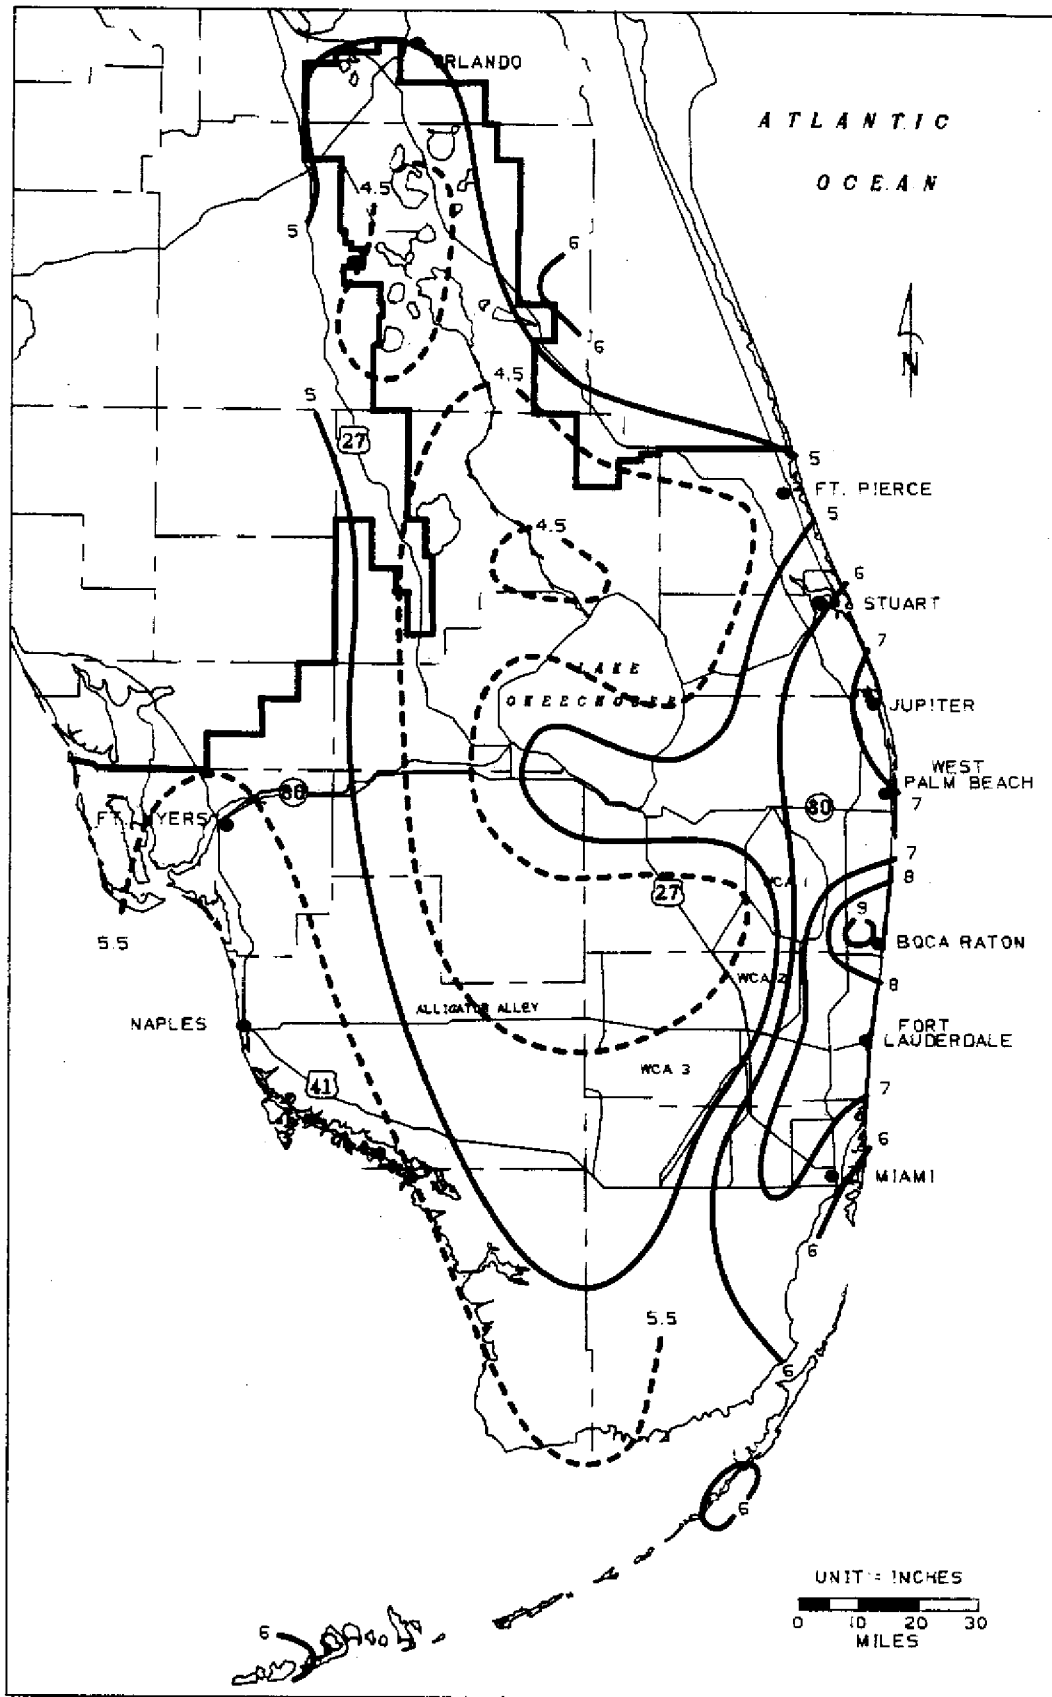 ORLANDO
ATLANTIC
OCEAN
4.5
5
6
N
6
4.5
5
27
5
FT. PIERCE
5
4.5
6
STUART
7
LAKE
OKEECHOBEE
JUPITER
WEST
PALM BEACH
7
80
FT. MYERS
7
8
WCA 1
27
9
5.5
BOCA RATON
WCA 2
8
ALLIGATOR ALLEY
NAPLES
FORT
LAUDERDALE
WCA 3
41
7
6
MIAMI
6
5.5
6
6
UNIT = INCHES
0 10 20 30
MILES
6